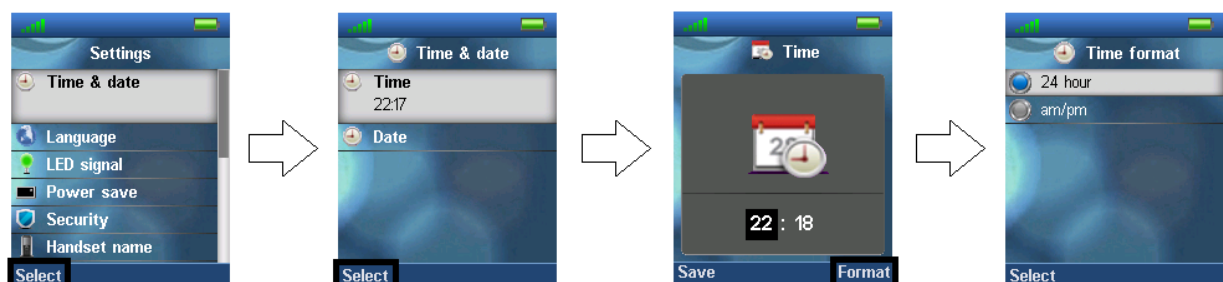 Settings
Time & date
Language
LED signal
Power save
Security
Handset name
Select
Time & date
Time
22:17
Date
Select
Time
28
22 : 18
Save Format
Time format
24 hour
am/pm
Select